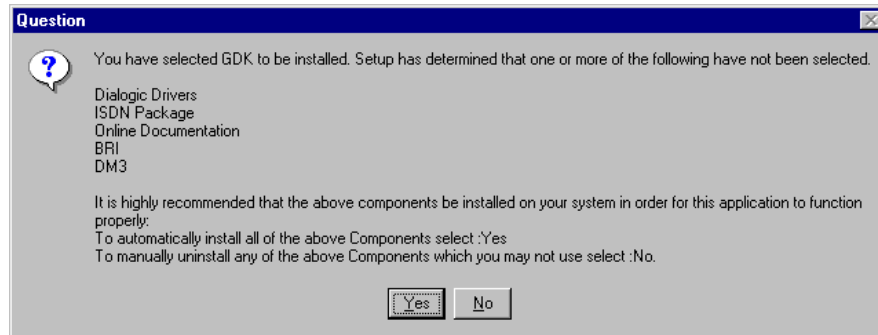 Question
You have selected GDK to be installed. Setup has determined that one or more of the following have not been selected.
Dialogic Drivers
ISDN Package
Online Documentation
BRI
DM3
It is highly recommended that the above components be installed on your system in order for this application to function
properly:
To automatically install all of the above Components select :Yes
To manually uninstall any of the above Components which you may not use select :No.
Yes
No